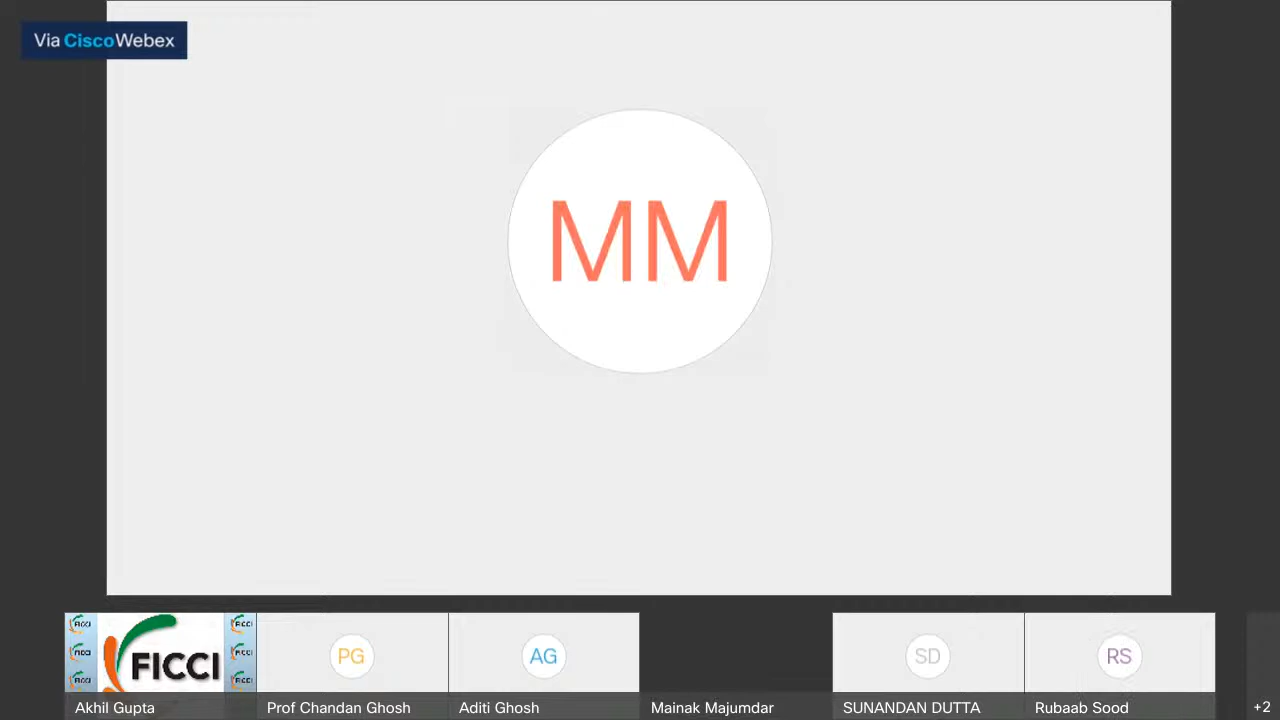 Via CiscoWebex
MM
FICCI
FICCI
FICCI
FICCI
FICCI
FICCI
FICCI
PG
AG
SD
RS
Akhil Gupta
Prof Chandan Ghosh
Aditi Ghosh
Mainak Majumdar
SUNANDAN DUTTA
Rubaab Sood
+2